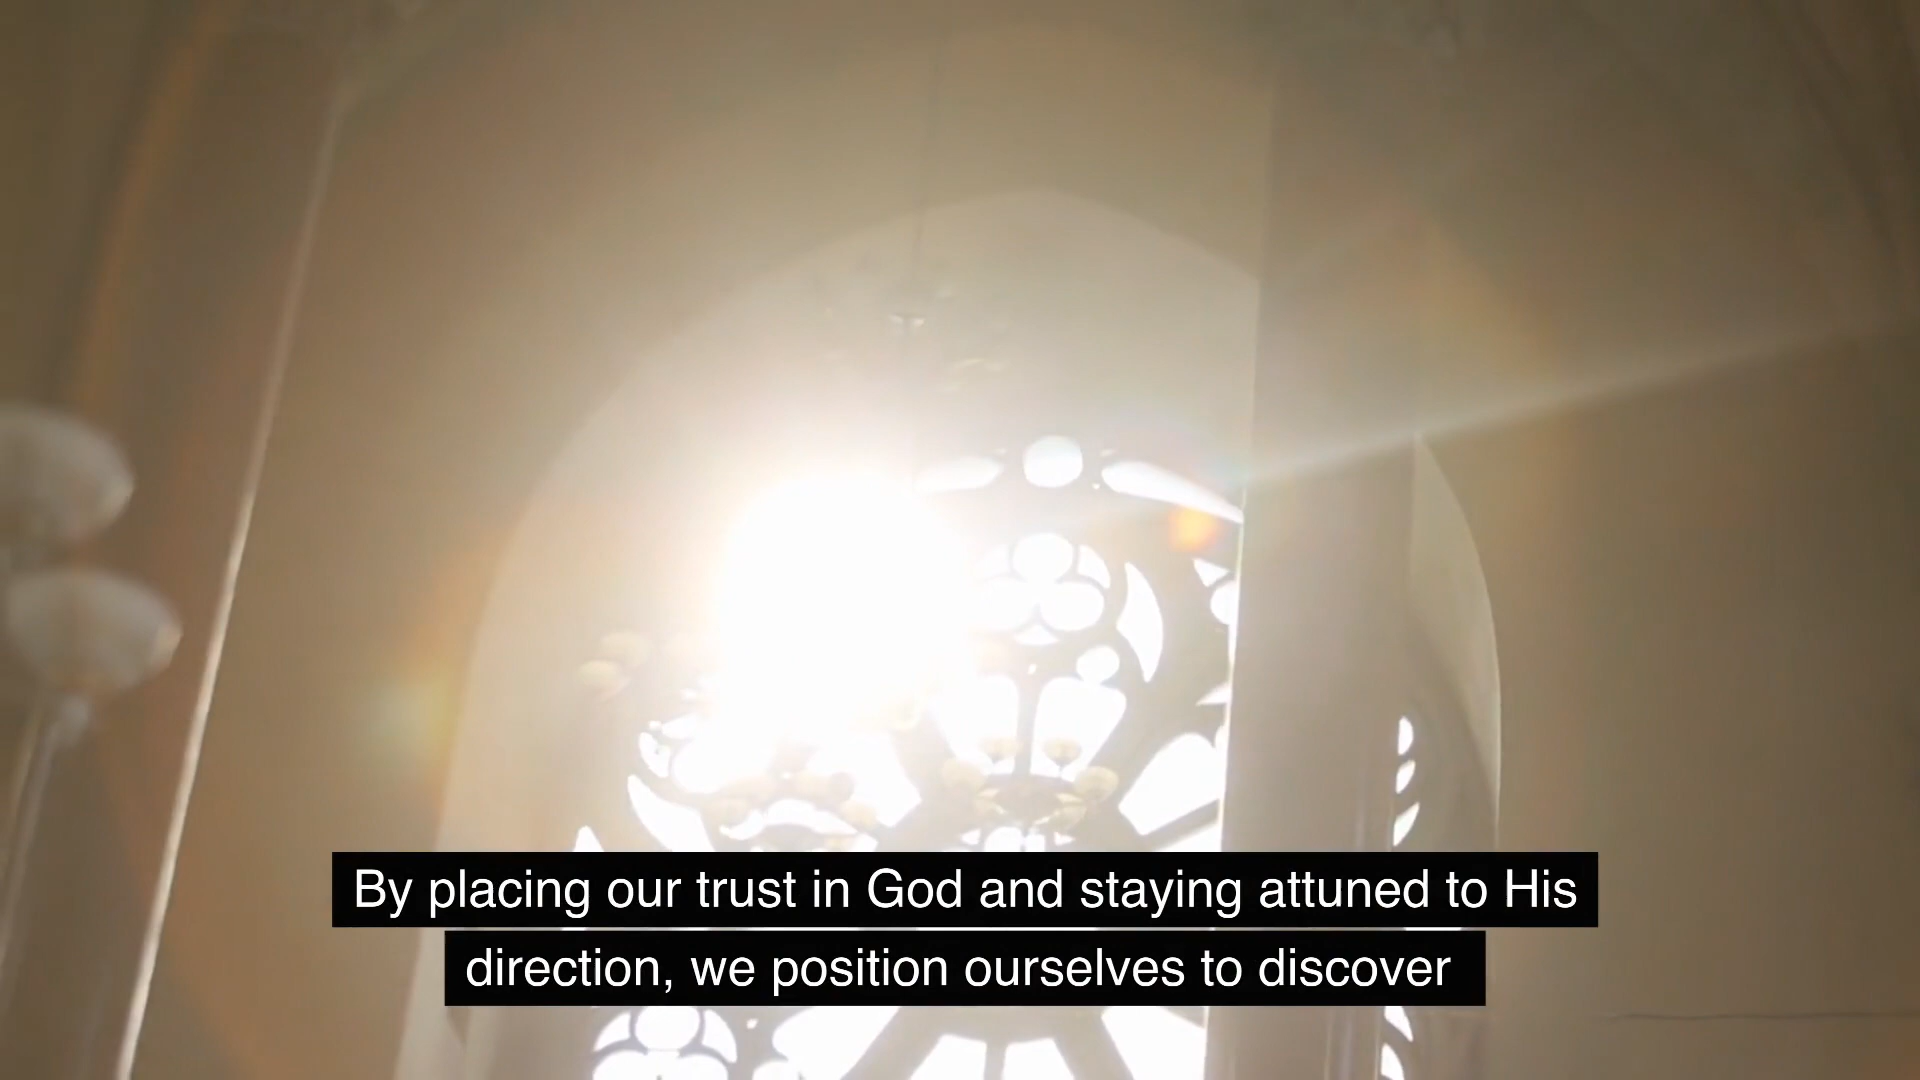 By placing our trust in God and staying attuned to His
direction, we position ourselves to discover